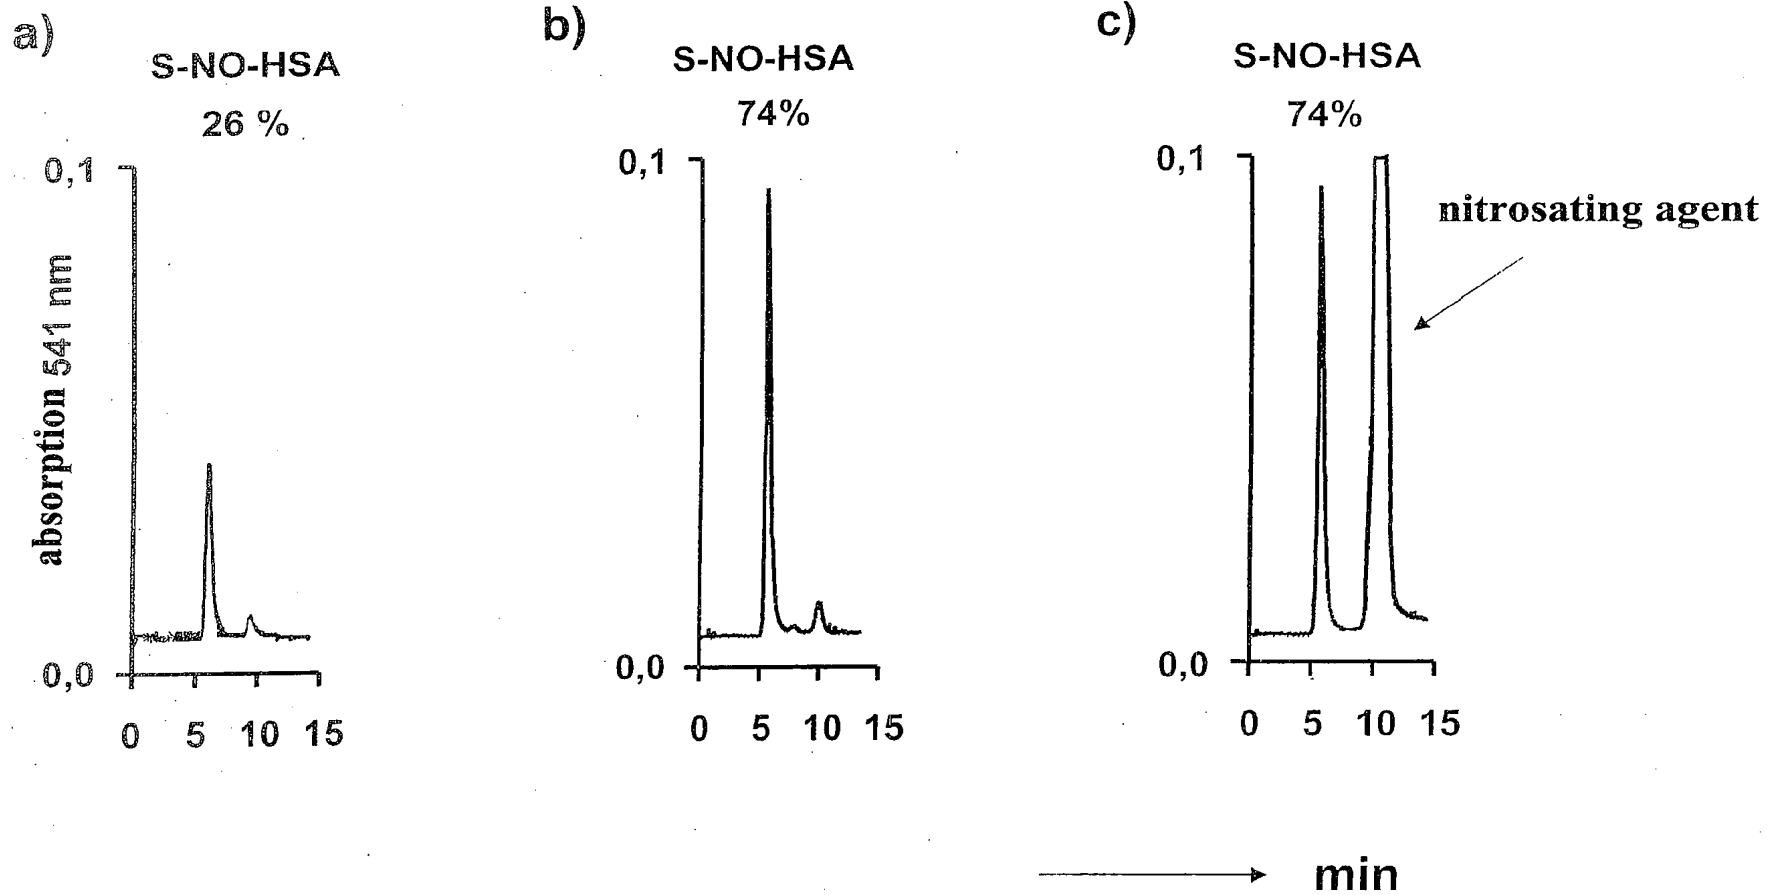 a)
S-NO-HSA
26 %
0,1
absorption 541 nm
0,0
0 5 10 15
b)
S-NO-HSA
74%
0,1
0,0
0 5 10 15
c)
S-NO-HSA
74%
0,1
nitrosating agent
0,0
0 5 10 15
min